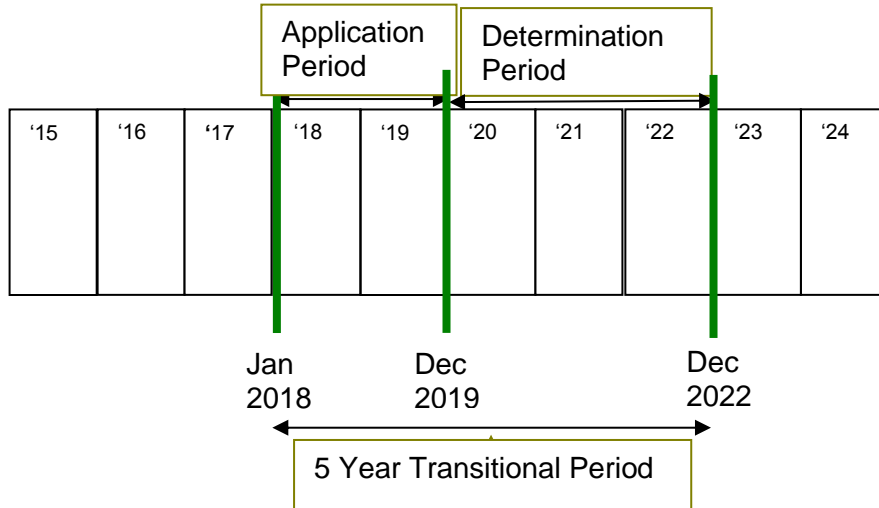 Application
Period
Determination
Period
‘15
‘16
‘17
‘18
‘19
‘20
‘21
‘22
‘23
‘24
Jan
2018
Dec
2019
Dec
2022
5 Year Transitional Period